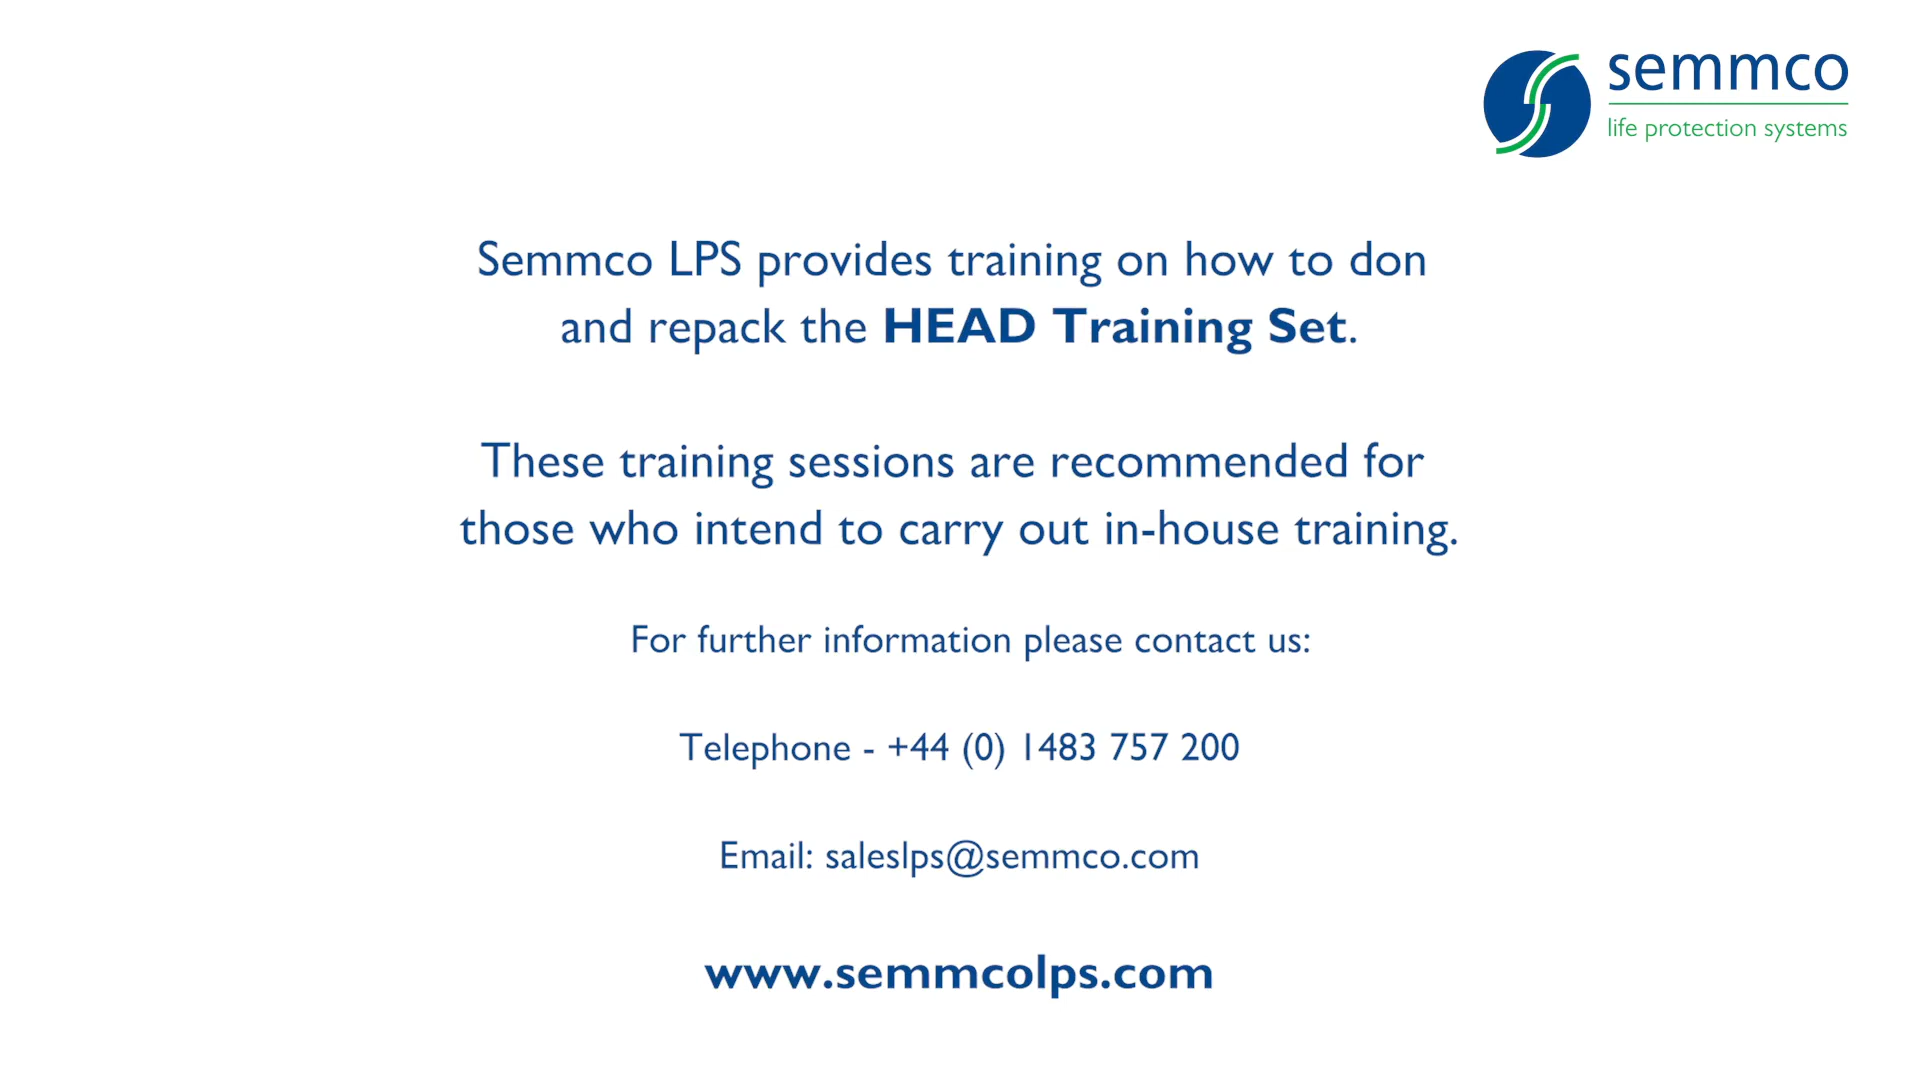 semmco
life protection systems
Semmco LPS provides training on how to don
and repack the HEAD Training Set.
These training sessions are recommended for
those who intend to carry out in-house training.
For further information please contact us:
Telephone - +44 (0) 1483 757 200
Email: saleslps@semmco.com
www.semmcolps.com